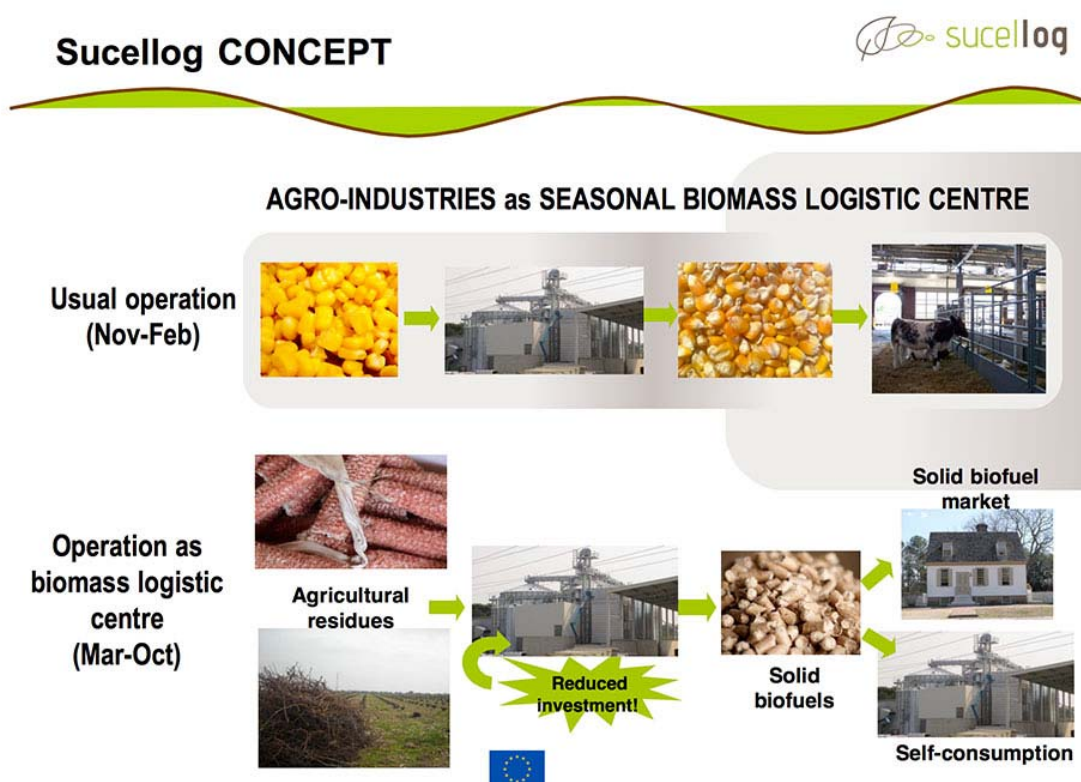 Sucellog CONCEPT
sucellog
AGRO-INDUSTRIES as SEASONAL BIOMASS LOGISTIC CENTRE
Usual operation
(Nov-Feb)
Operation as
biomass logistic
centre
(Mar-Oct)
Agricultural
residues
Reduced
investment!
Solid
biofuels
Solid biofuel
market
Self-consumption